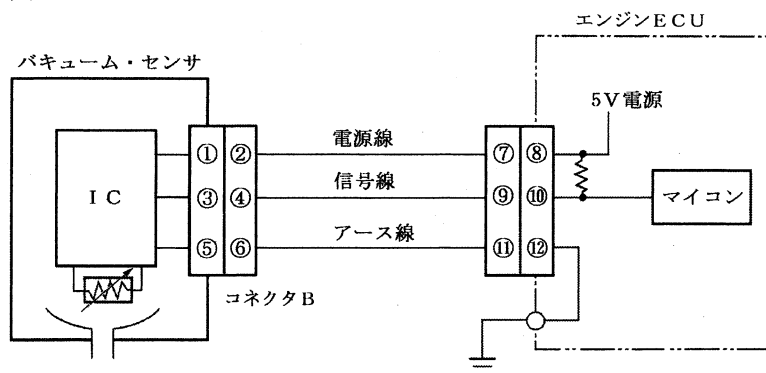 エンジンECU
バキューム・センサ
5V電源
IC
① ② 電源線 ⑦ ⑧
③ ④ 信号線 ⑨ ⑩
マイコン
⑤ ⑥ アース線 ⑪ ⑫
コネクタB